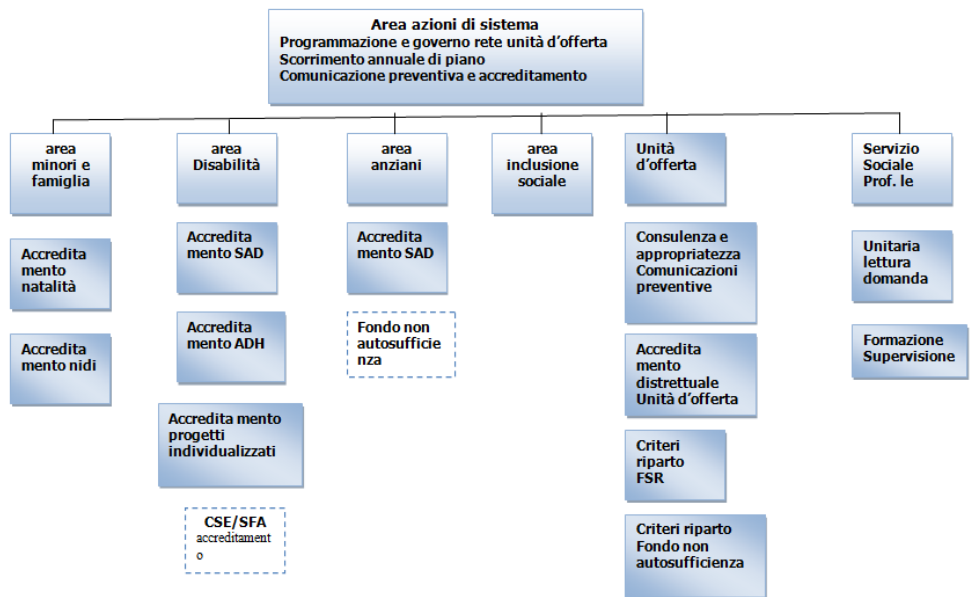 Area azioni di sistema
Programmazione e governo rete unità d'offerta
Scorrimento annuale di piano
Comunicazione preventiva e accreditamento
area
minori e
famiglia
area
Disabilità
area
anziani
area
inclusione
sociale
Unità
d'offerta
Servizio
Sociale
Prof. le
Accredita
mento
natalità
Accredita
mento nidi
Accredita
mento SAD
Accredita
mento ADH
Accredita mento
progetti
individualizzati
CSE/SFA
accreditament
o
Accredita
mento SAD
Fondo non
autosufficie
nza
Consulenza e
appropriatezza
Comunicazioni
preventive
Accredita
mento
distrettuale
Unità d'offerta
Criteri
riparto
FSR
Criteri riparto
Fondo non
autosufficienza
Unitaria
lettura
domanda
Formazione
Supervisione